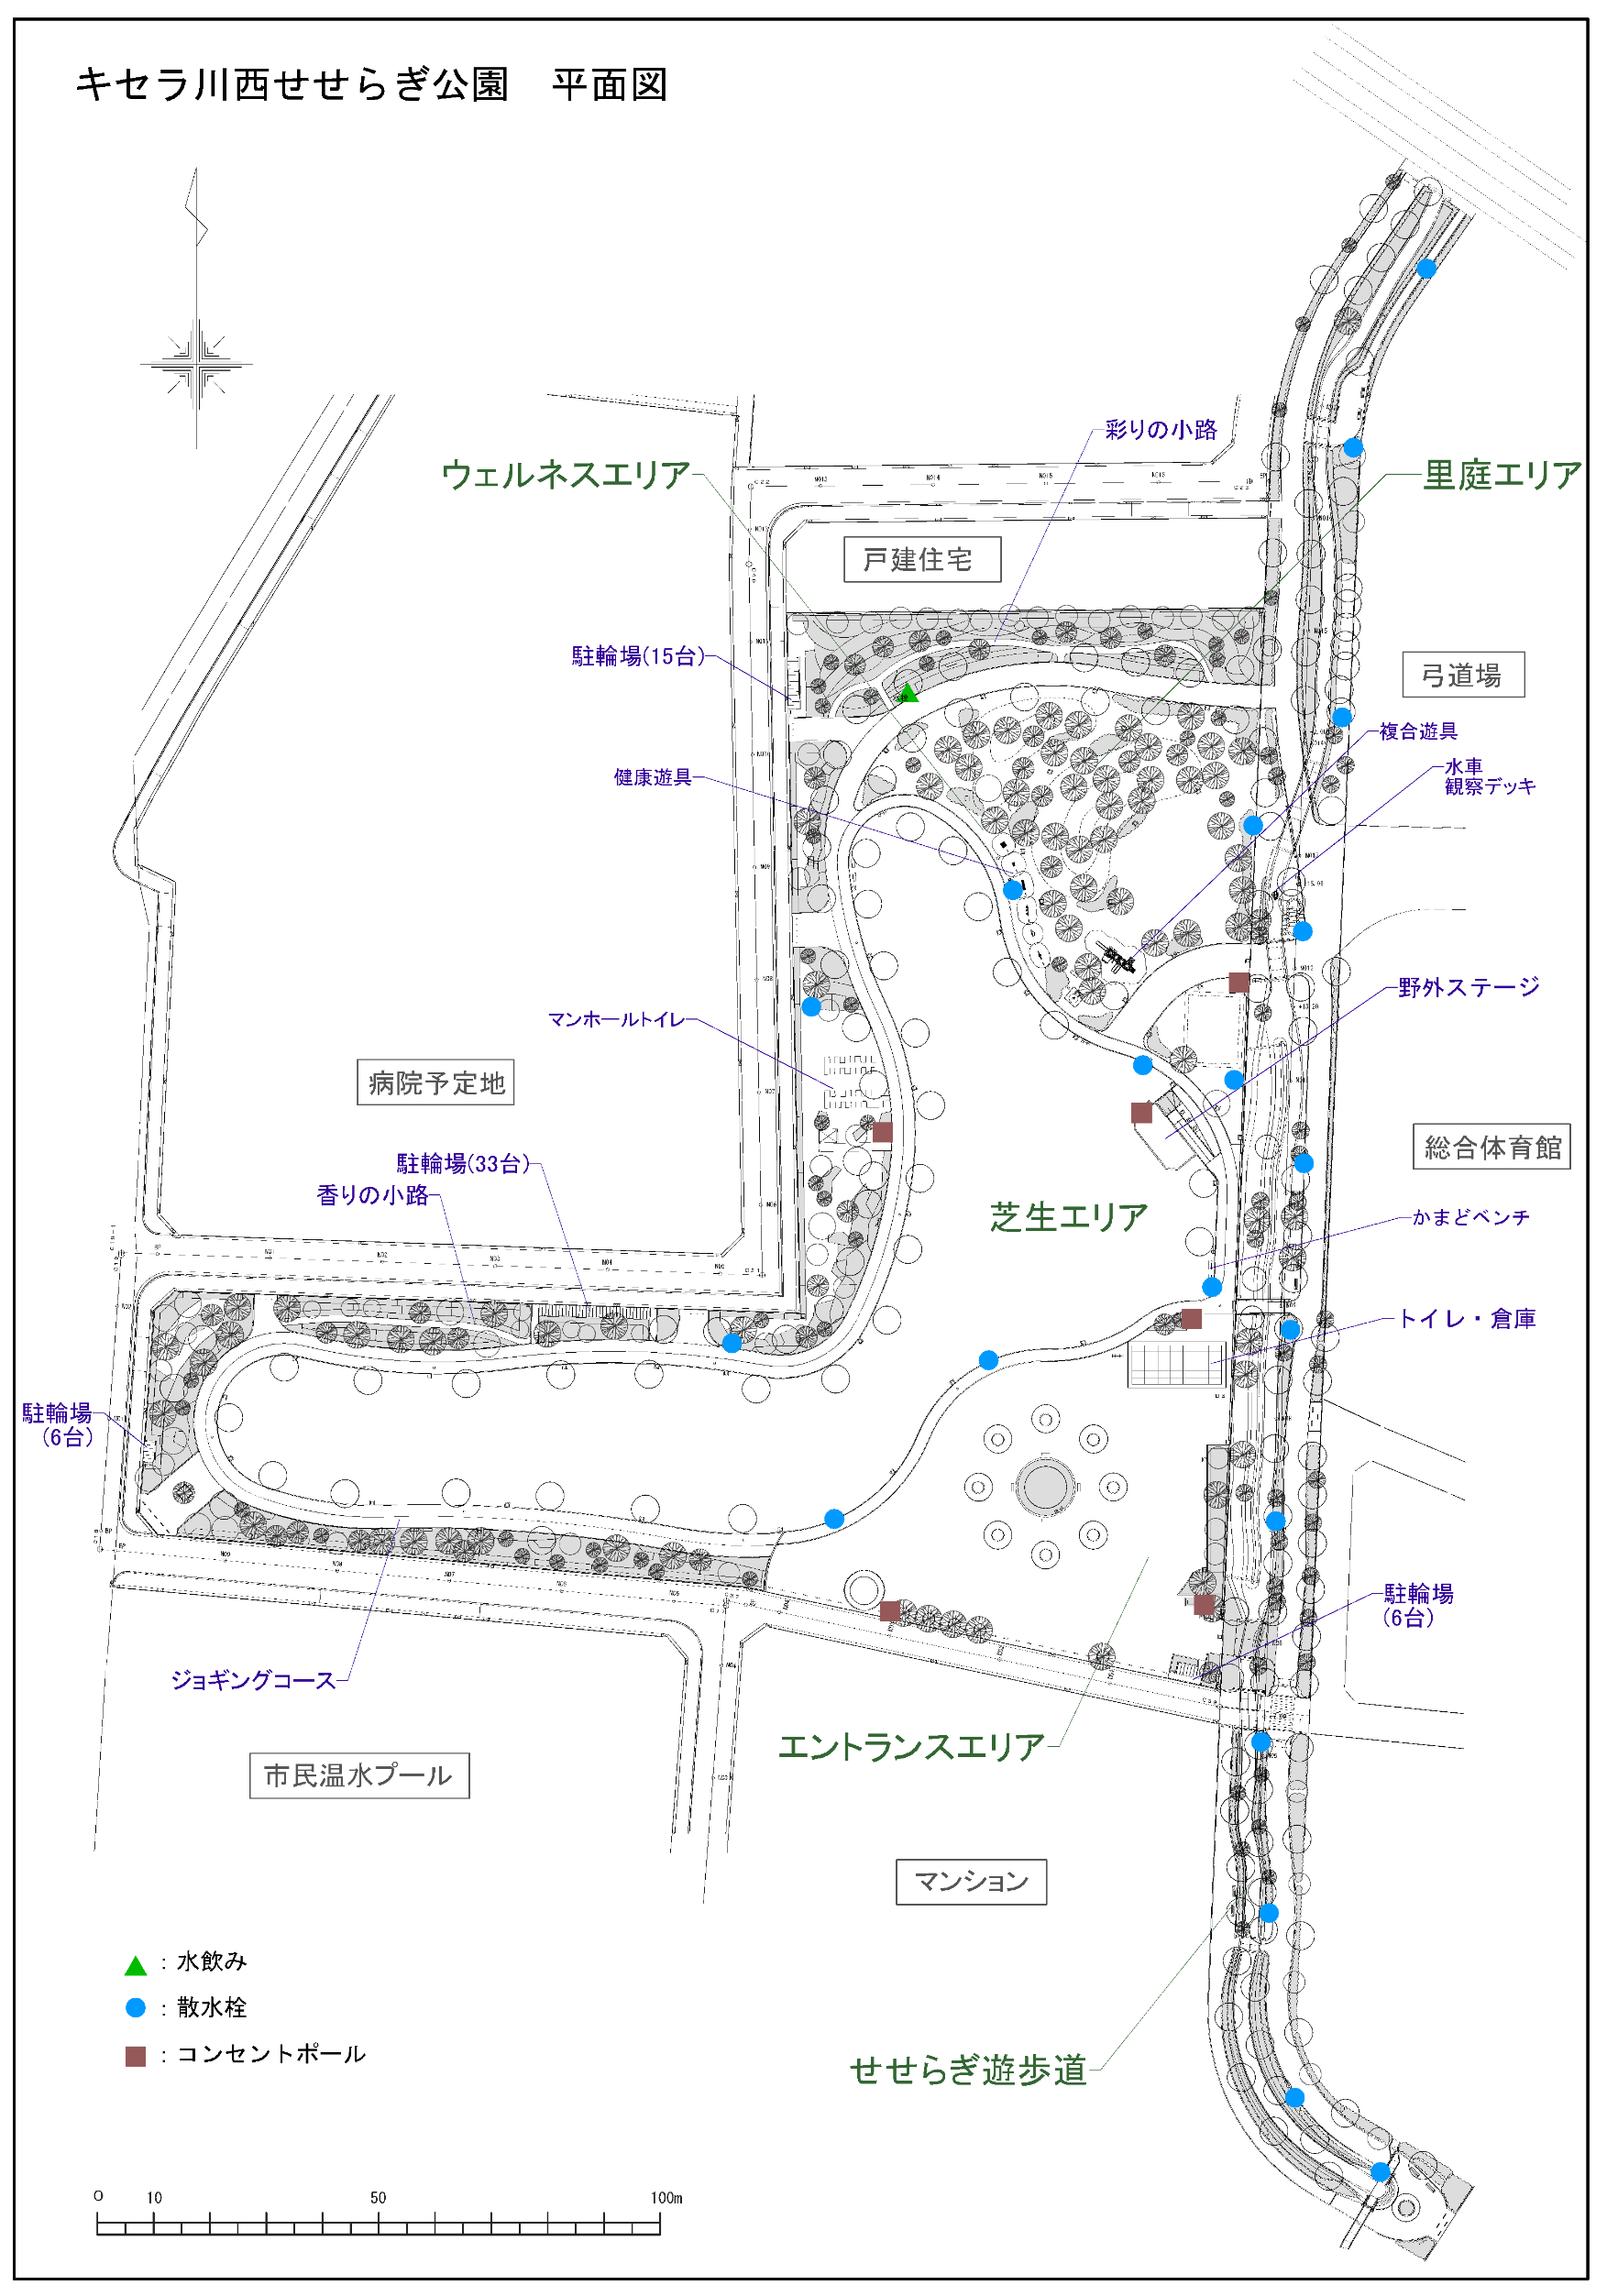 キセラ川西せせらぎ公園　平面図
彩りの小路
ウェルネスエリア
里庭エリア
戸建住宅
駐輪場(15台)
弓道場
複合遊具
健康遊具
水車
観察デッキ
野外ステージ
マンホールトイレ
病院予定地
総合体育館
駐輪場(33台)
香りの小路
芝生エリア
かまどベンチ
トイレ・倉庫
駐輪場
(6台)
駐輪場
(6台)
ジョギングコース
エントランスエリア
市民温水プール
マンション
：水飲み
：散水栓
：コンセントポール
せせらぎ遊歩道
0 10 50 100m